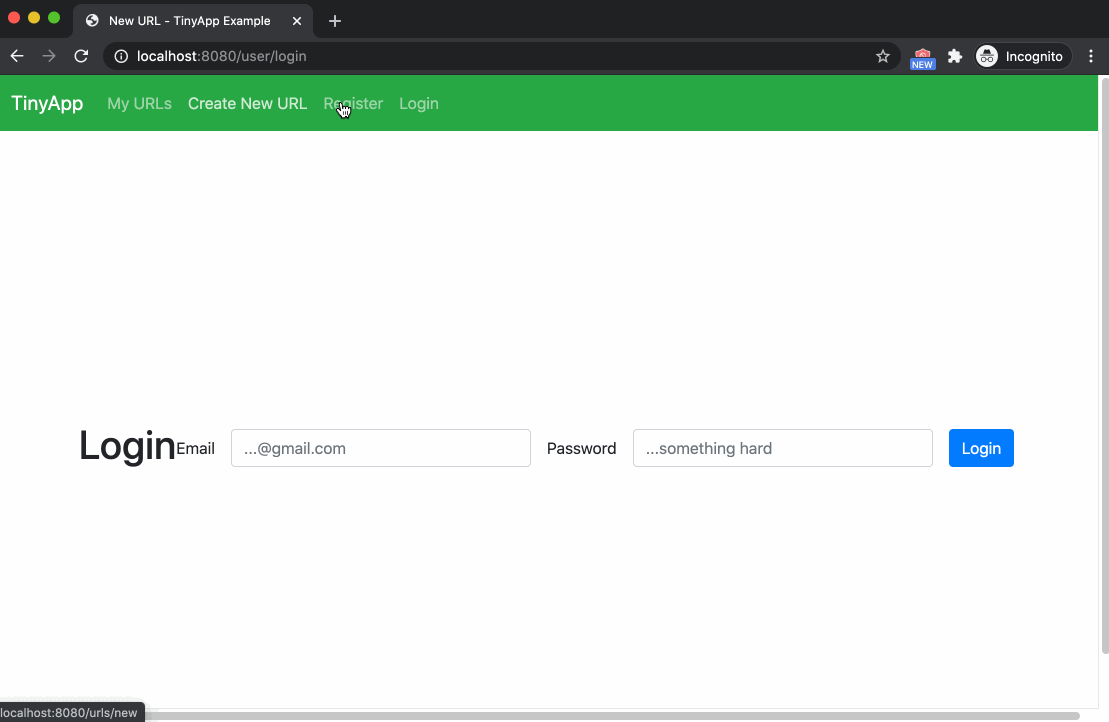 New URL - TinyApp Example
localhost:8080/user/login
NEW
Incognito
TinyApp My URLs Create New URL Register Login
Login Email ...@gmail.com Password ...something hard Login
localhost:8080/urls/new